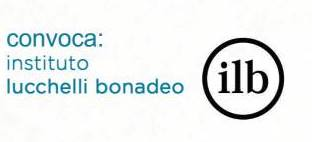 convoca:
instituto
lucchelli bonadeo
ilb